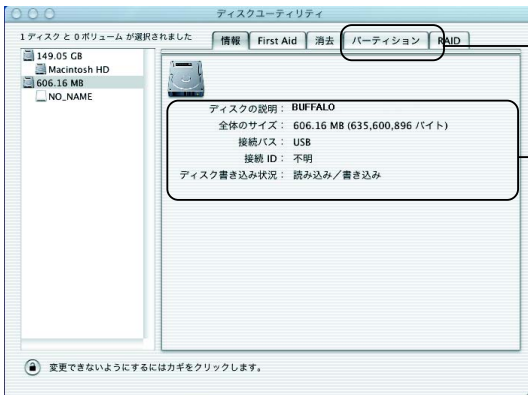 ディスクユーティリティ
1 ディスク と 0 ボリューム が選択されました
情報 First Aid 消去 パーティション RAID
149.05 GB
Macintosh HD
606.16 MB
NO_NAME
ディスクの説明： BUFFALO
全体のサイズ： 606.16 MB (635,600,896 バイト)
接続バス： USB
接続 ID： 不明
ディスク書き込み状況： 読み込み／書き込み
変更できないようにするにはカギをクリックします。